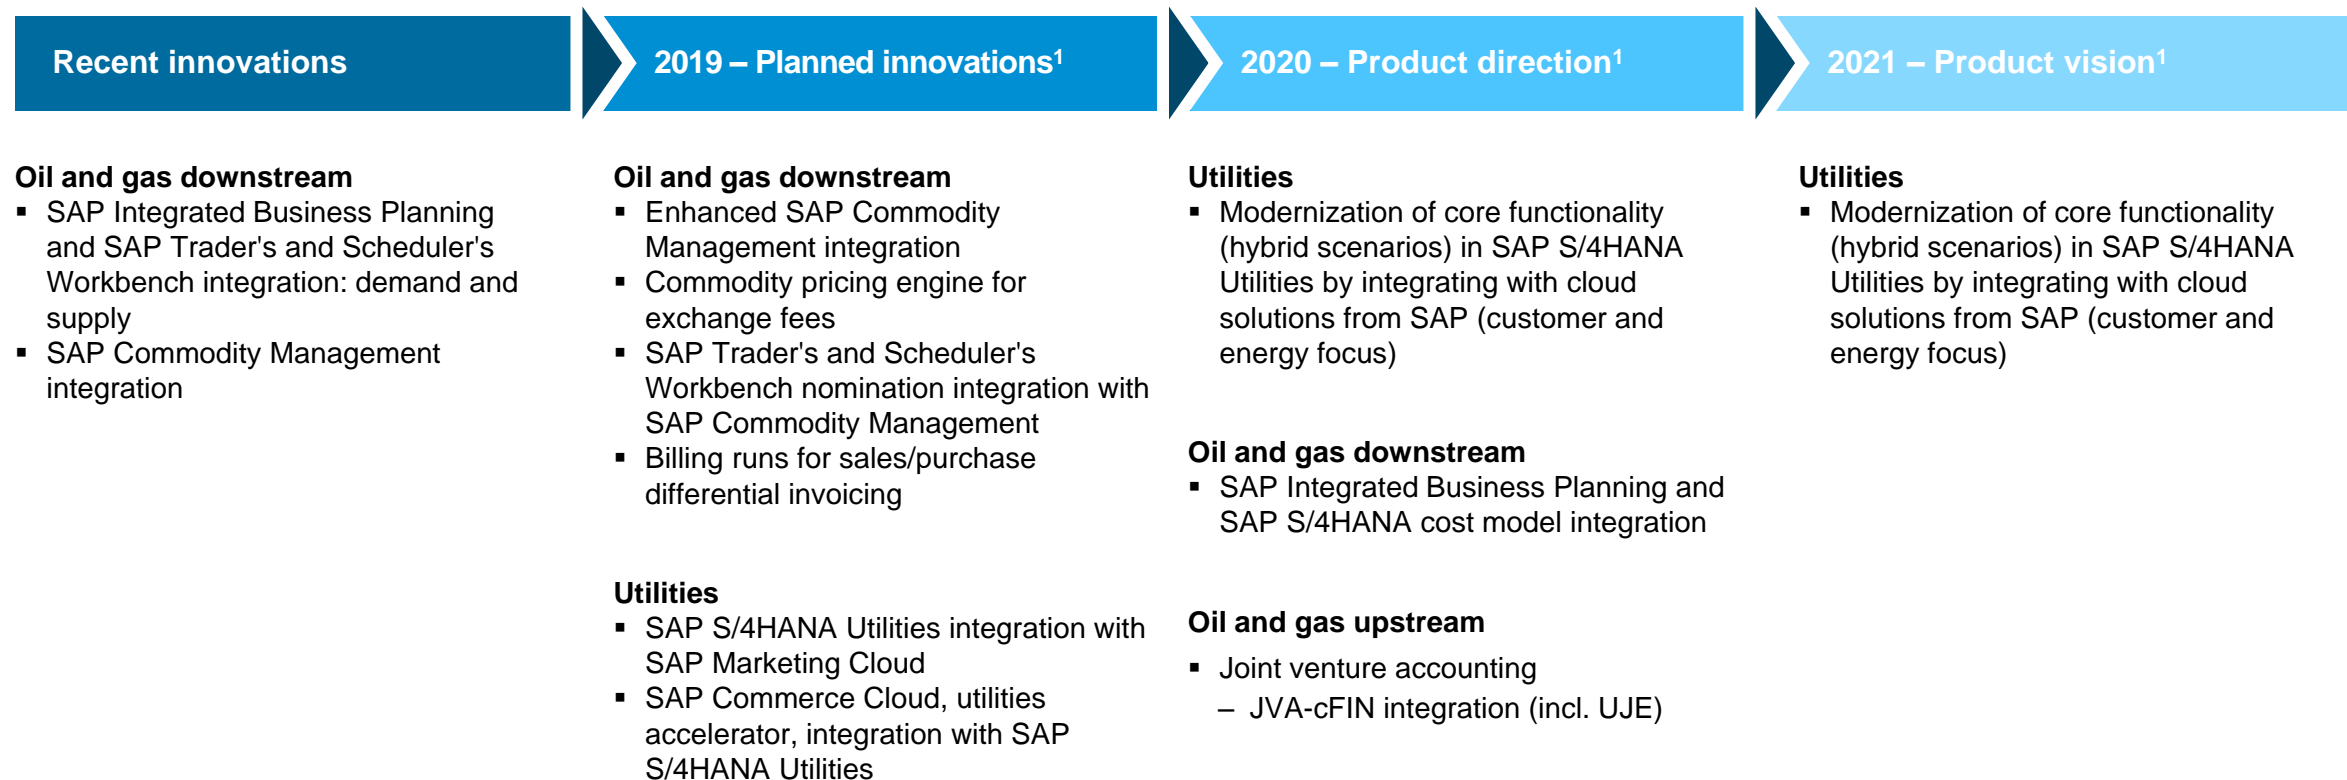 Recent innovations
2019 – Planned innovations¹
2020 – Product direction¹
2021 – Product vision¹
Oil and gas downstream
▪ SAP Integrated Business Planning
and SAP Trader's and Scheduler's
Workbench integration: demand and
supply
▪ SAP Commodity Management
integration
Oil and gas downstream
▪ Enhanced SAP Commodity
Management integration
▪ Commodity pricing engine for
exchange fees
▪ SAP Trader's and Scheduler's
Workbench nomination integration with
SAP Commodity Management
▪ Billing runs for sales/purchase
differential invoicing
Utilities
▪ SAP S/4HANA Utilities integration with
SAP Marketing Cloud
▪ SAP Commerce Cloud, utilities
accelerator, integration with SAP
S/4HANA Utilities
Utilities
▪ Modernization of core functionality
(hybrid scenarios) in SAP S/4HANA
Utilities by integrating with cloud
solutions from SAP (customer and
energy focus)
Oil and gas downstream
▪ SAP Integrated Business Planning and
SAP S/4HANA cost model integration
Oil and gas upstream
▪ Joint venture accounting
– JVA-cFIN integration (incl. UJE)
Utilities
▪ Modernization of core functionality
(hybrid scenarios) in SAP S/4HANA
Utilities by integrating with cloud
solutions from SAP (customer and
energy focus)